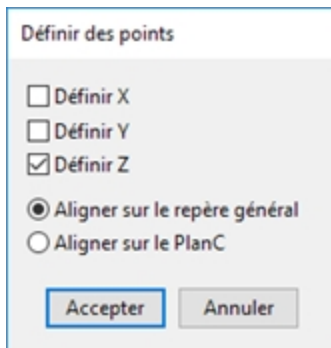 Définir des points
Définir X
Définir Y
Définir Z
Aligner sur le repère général
Aligner sur le PlanC
Accepter Annuler